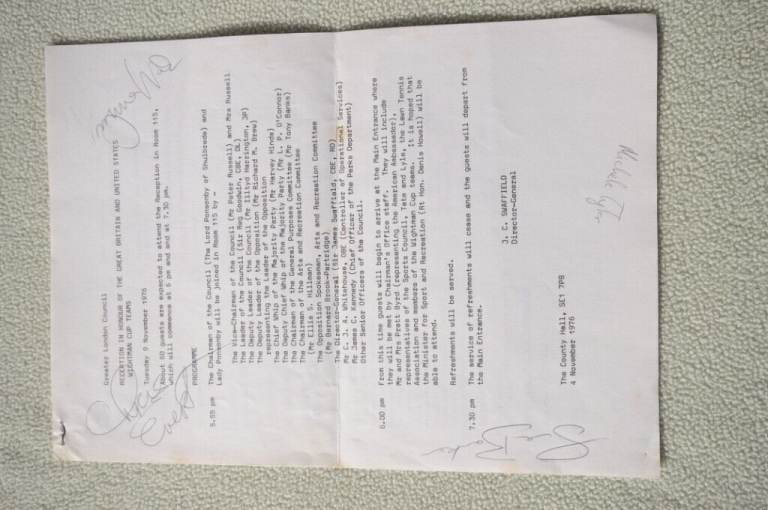 Greater London Council
RECEPTION IN HONOUR OF THE GREAT BRITAIN AND UNITED STATES
WIGHTMAN CUP TEAMS
Tuesday 9 November 1976
About 80 guests are expected to attend the Reception in Room 115,
which will commence at 6 pm and end at 7.30 pm.
PROGRAMME
5.55 pm The Chairman of the Council (The Lord Ponsonby of Shulbrede) and
Lady Ponsonby will be joined in Room 115 by -
The Vice-Chairman of the Council (Mr Peter Russell) and Mrs Russell
The Leader of the Council (Sir Reg Goodwin, CBE, DL)
The Deputy Leader of the Council (Mr Illtyd Harrington, JP)
The Deputy Leader of the Opposition (Mr Richard M. Brew)
representing the Leader of the Opposition
The Chief Whip of the Majority Party (Mr Harvey Hinds)
The Deputy Chief Whip of the Majority Party (Mr L. P. O'Connor)
The Chairman of the General Purposes Committee (Mr Tony Banks)
The Chairman of the Arts and Recreation Committee
(Mr Ellis S. Hillman)
The Opposition Spokesman, Arts and Recreation Committee
(Mr Bernard Brook-Partridge)
The Director-General (Sir James Swaffield, CBE, RD)
Mr C. J. A. Whitehouse, OBE (Controller of Operational Services)
Mr James C. Kennedy (Chief Officer of the Parks Department)
Other Senior Officers of the Council.
6.00 pm From this time guests will begin to arrive at the Main Entrance where
they will be met by Chairman's Office staff. They will include
Mr and Mrs Pratt Byrd (representing the American Ambassador),
representatives of the Sports Council, Tate and Lyle, the Lawn Tennis
Association and members of the Wightman Cup teams. It is hoped that
the Minister for Sport and Recreation (Rt Hon. Denis Howell) will be
able to attend.
Refreshments will be served.
7.30 pm The service of refreshments will cease and the guests will depart from
the Main Entrance.
J. C. SWAFFIELD
Director-General
Michele Tyler
The County Hall, SE1 7PB
4 November 1976
Chris
Evert
Sue Barker